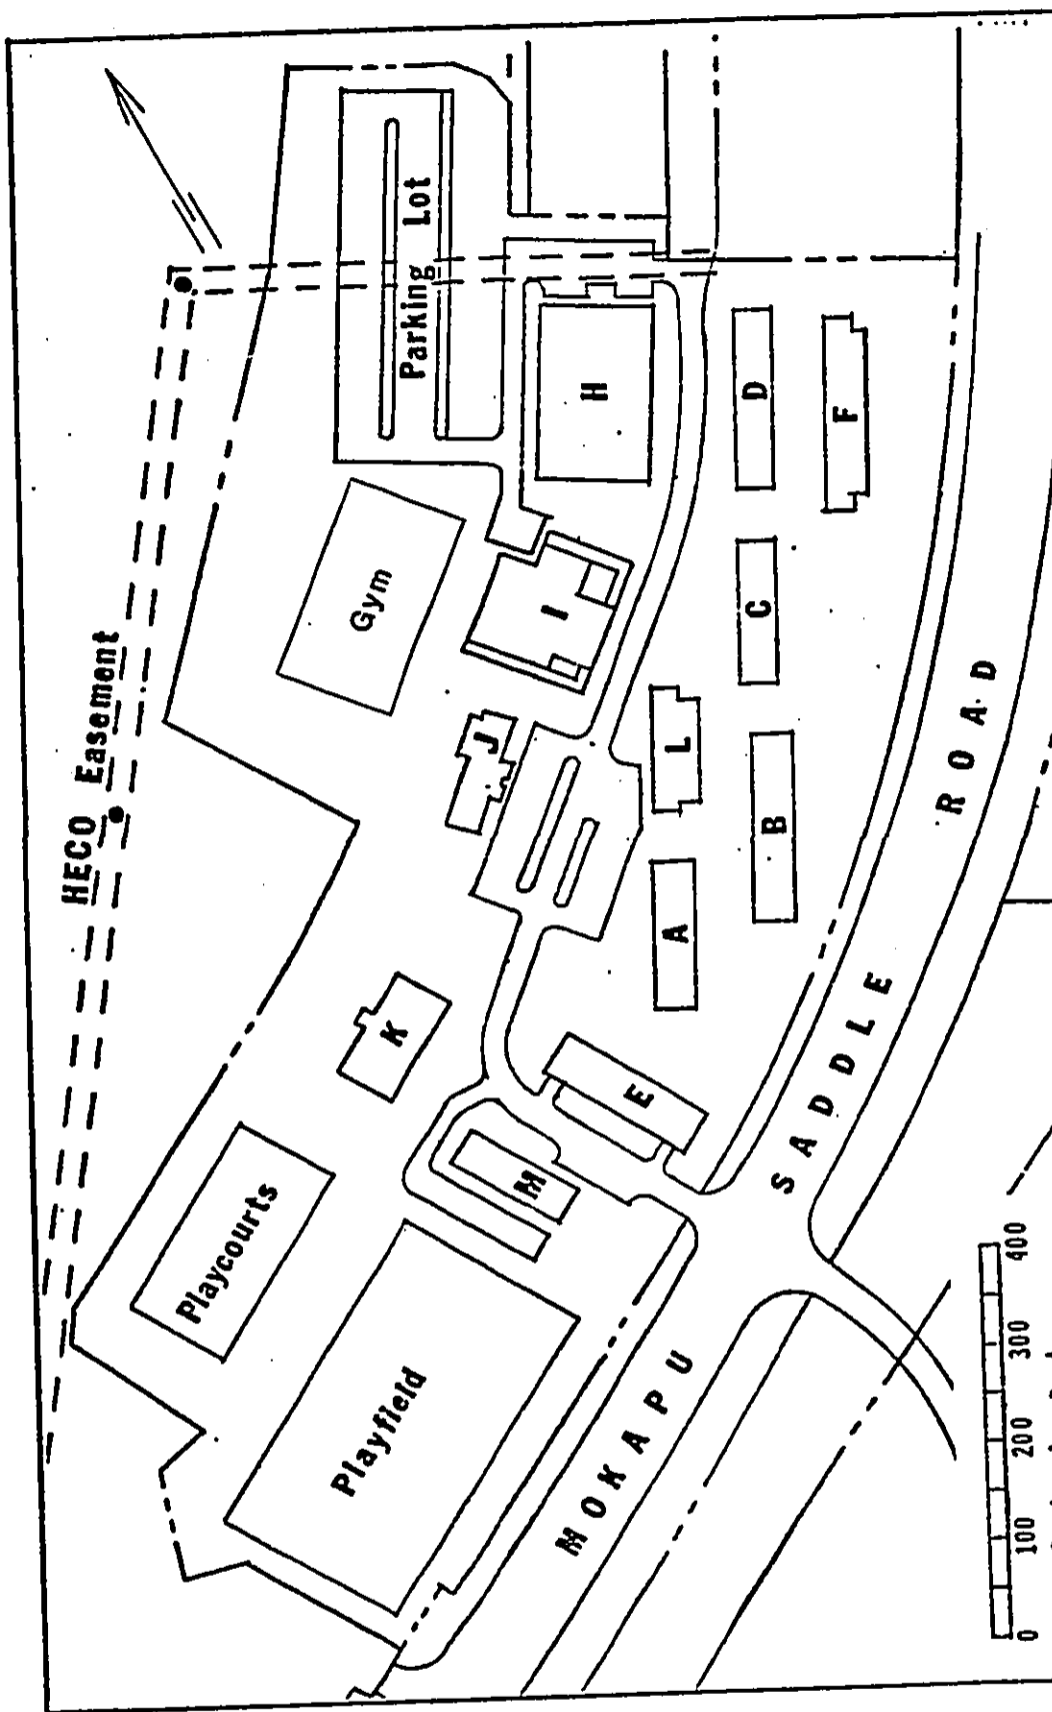 HECO Easement
Parking Lot
Gym
H
I
J
K
L
D
F
C
B
A
E
M
Playcourts
Playfield
MOKAPU SADDLE ROAD
0 100 200 300 400